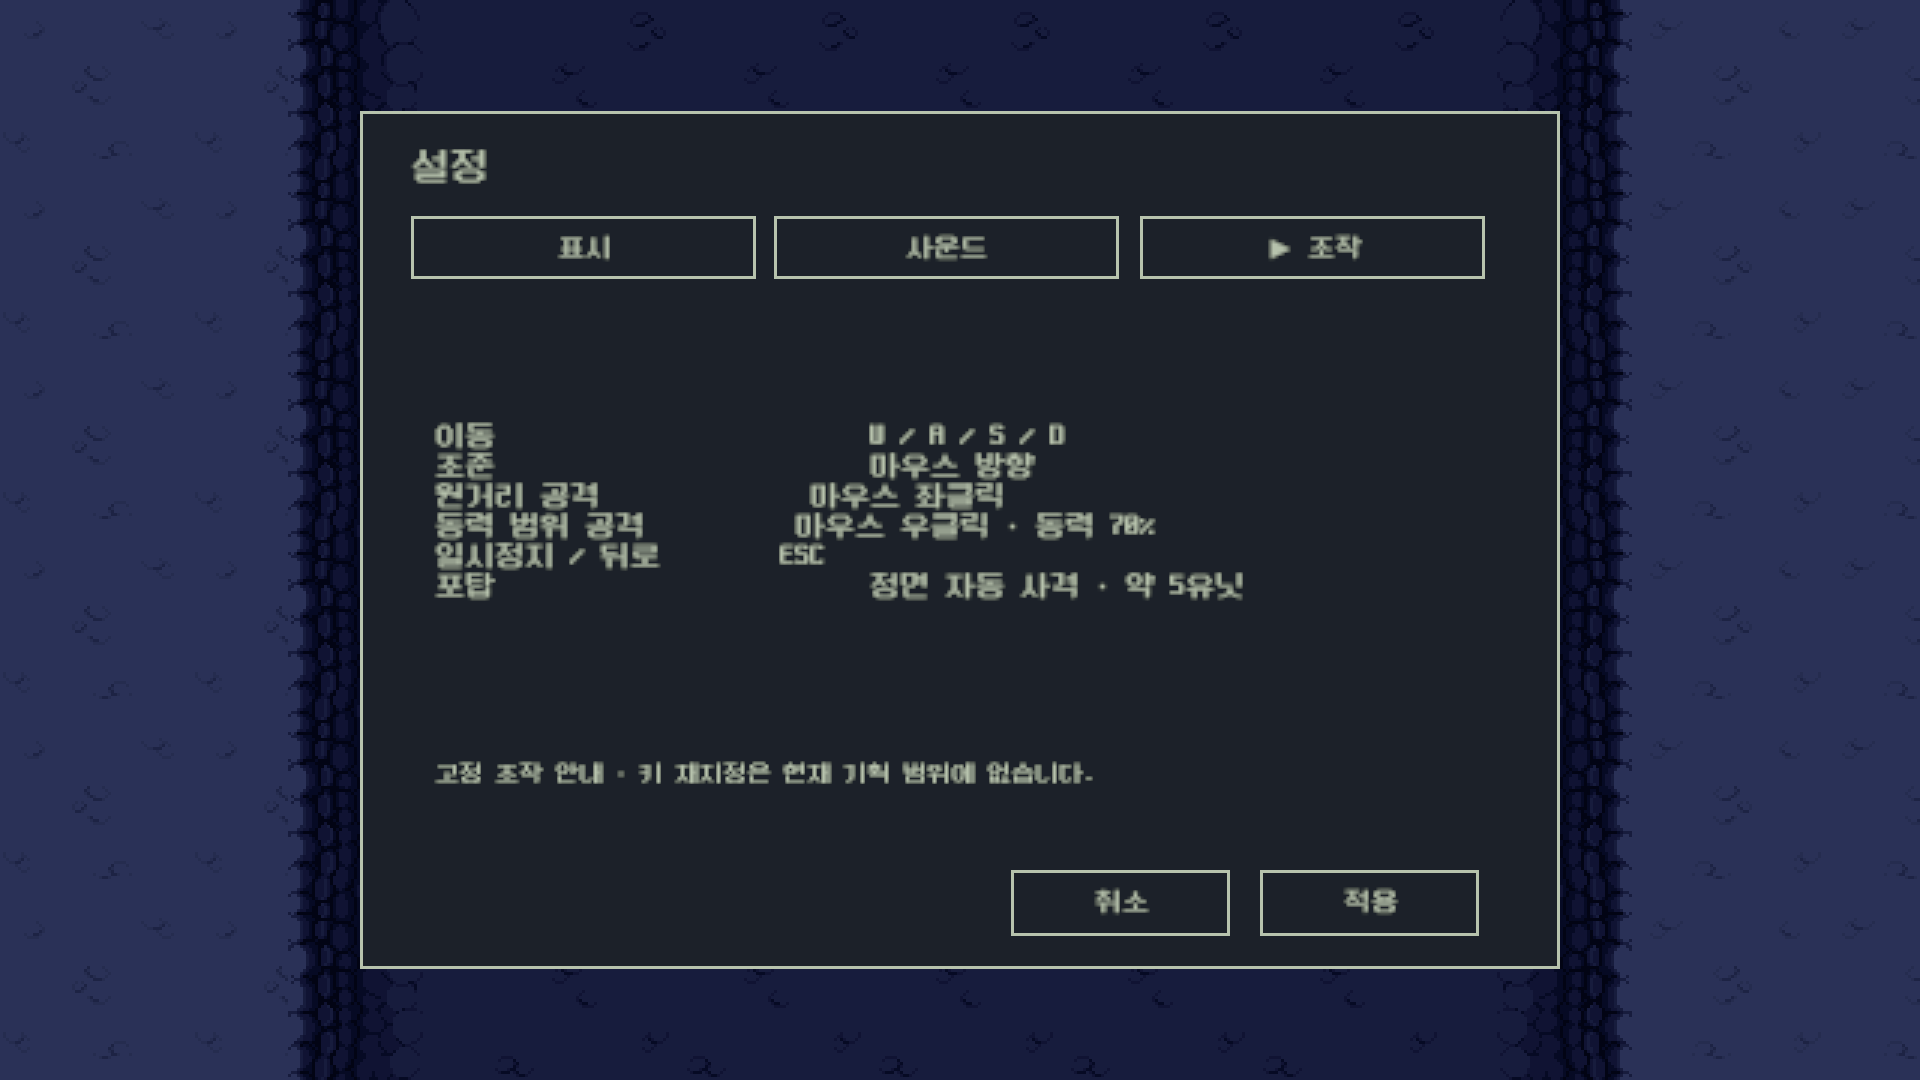 설정
표시
사운드
▶ 조작
이동 W / A / S / D
조준 마우스 방향
원거리 공격 마우스 좌클릭
동력 범위 공격 마우스 우클릭 · 동력 70%
일시정지 / 뒤로 ESC
포탑 정면 자동 사격 · 약 5유닛
고정 조작 안내 · 키 재지정은 현재 기획 범위에 없습니다.
취소
적용